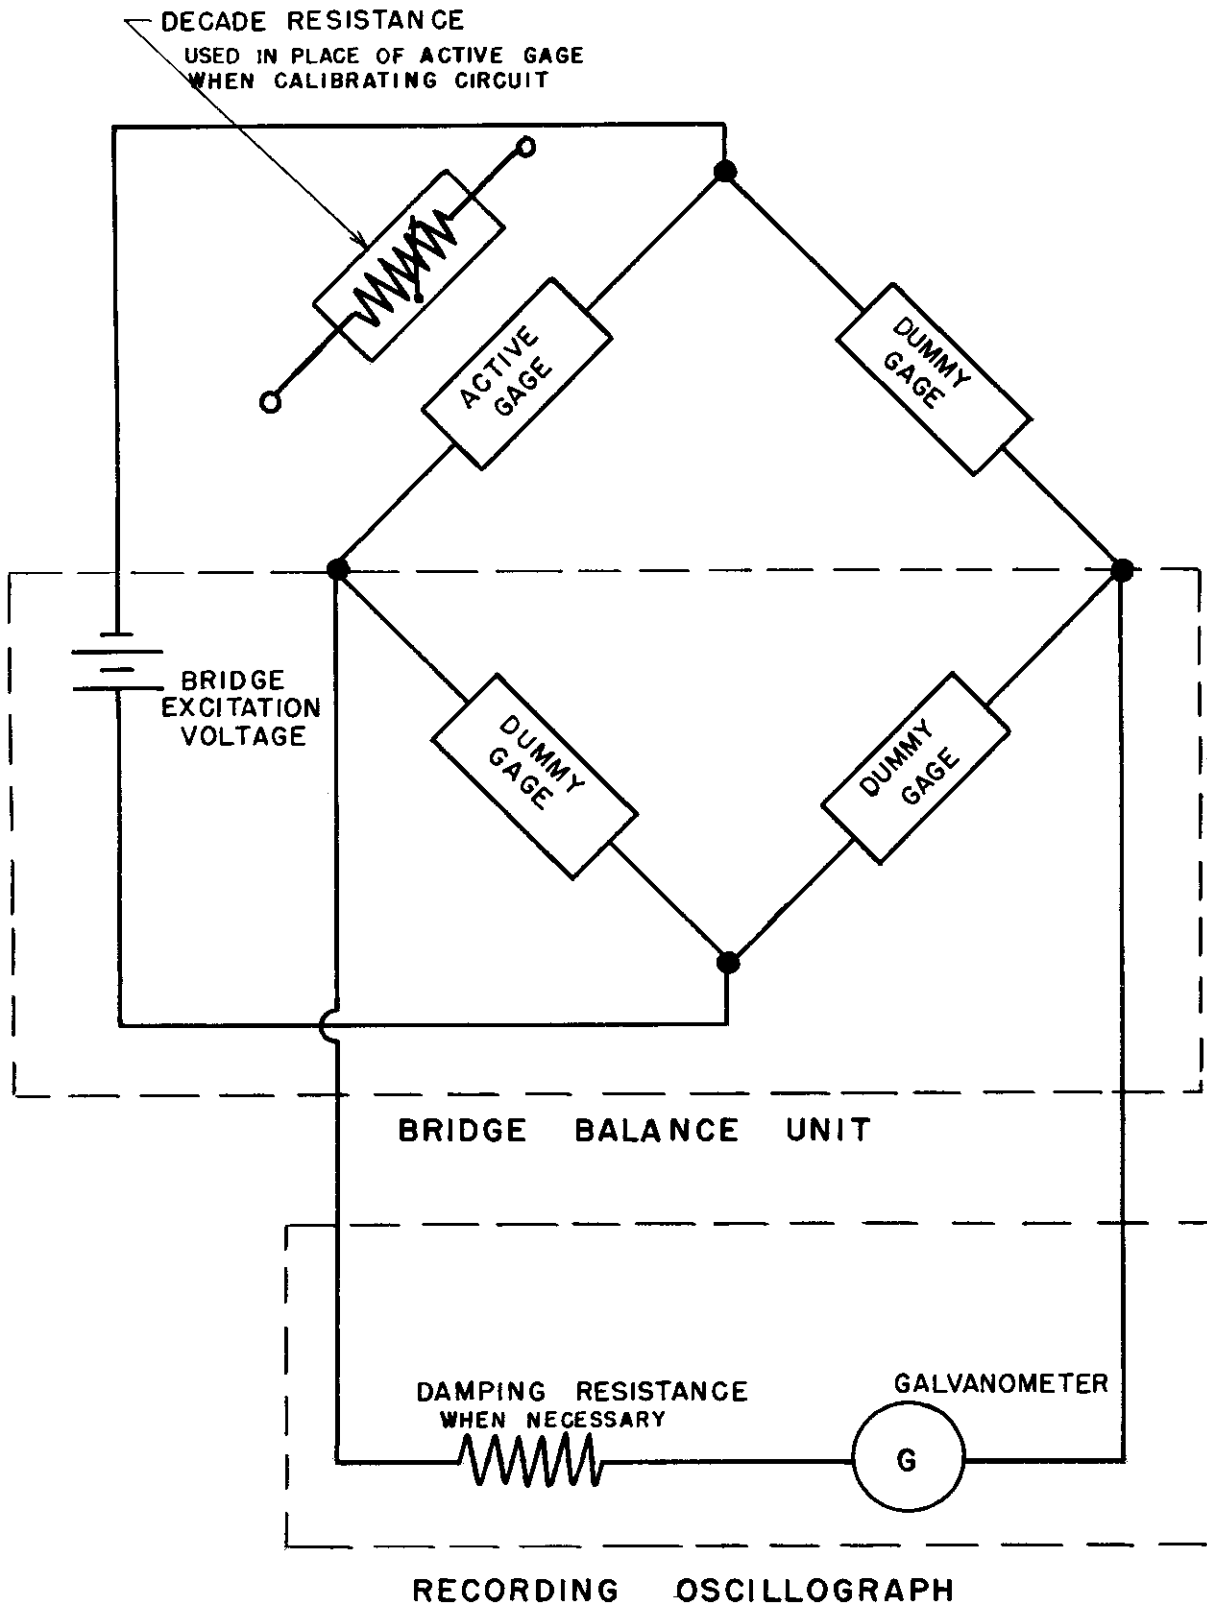 DECADE RESISTANCE
USED IN PLACE OF ACTIVE GAGE
WHEN CALIBRATING CIRCUIT
ACTIVE
GAGE
DUMMY
GAGE
BRIDGE
EXCITATION
VOLTAGE
DUMMY
GAGE
DUMMY
GAGE
BRIDGE BALANCE UNIT
DAMPING RESISTANCE
WHEN NECESSARY
GALVANOMETER
G
RECORDING OSCILLOGRAPH